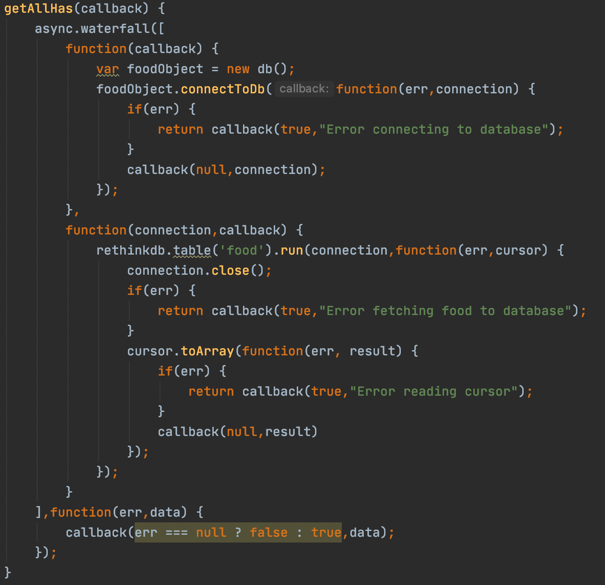 getAllHas(callback) {
    async.waterfall([
        function(callback) {
            var foodObject = new db();
            foodObject.connectToDb( callback: function(err,connection) {
                if(err) {
                    return callback(true,"Error connecting to database");
                }
                callback(null,connection);
            });
        },
        function(connection,callback) {
            rethinkdb.table('food').run(connection,function(err,cursor) {
                connection.close();
                if(err) {
                    return callback(true,"Error fetching food to database");
                }
                cursor.toArray(function(err, result) {
                    if(err) {
                        return callback(true,"Error reading cursor");
                    }
                    callback(null,result)
                });
            });
        }
    ],function(err,data) {
        callback(err === null ? false : true,data);
    });
}